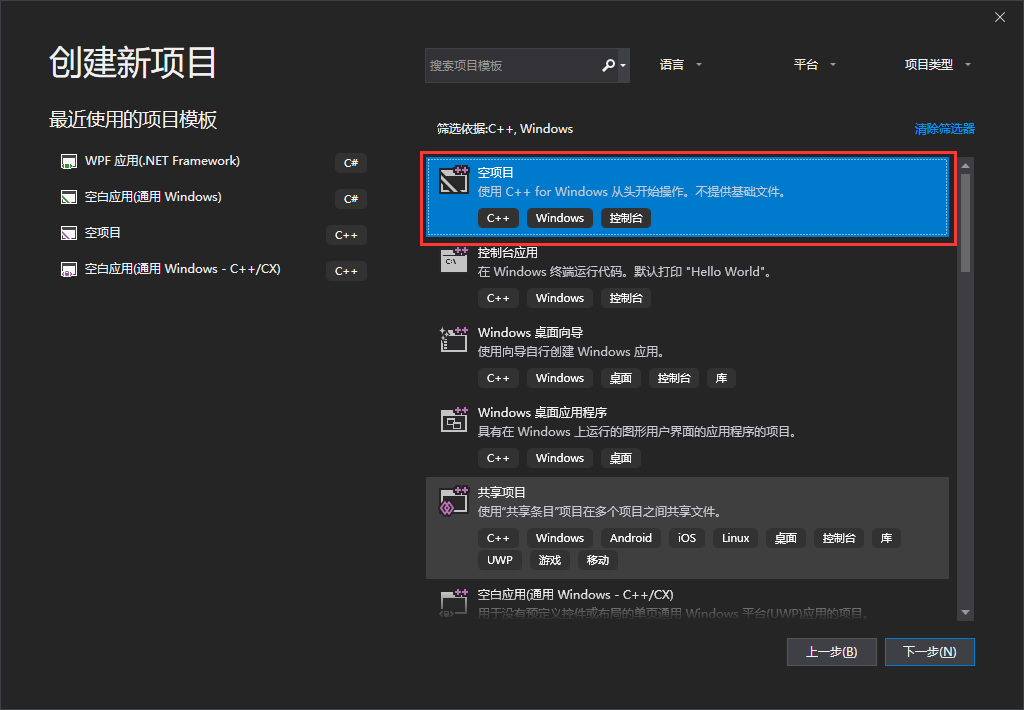 创建新项目
搜索项目模板
语言
平台
项目类型
最近使用的项目模板
筛选依据:C++, Windows
清除筛选器
WPF 应用(.NET Framework)
C#
空白应用(通用 Windows)
C#
空项目
C++
空白应用(通用 Windows - C++/CX)
C++
空项目
使用 C++ for Windows 从头开始操作。不提供基础文件。
C++ Windows 控制台
控制台应用
在 Windows 终端运行代码。默认打印 "Hello World"。
C++ Windows 控制台
Windows 桌面向导
使用向导自行创建 Windows 应用。
C++ Windows 桌面 控制台 库
Windows 桌面应用程序
具有在 Windows 上运行的图形用户界面的应用程序的项目。
C++ Windows 桌面
共享项目
使用“共享条目”项目在多个项目之间共享文件。
C++ Windows Android iOS Linux 桌面 控制台 库
UWP 游戏 移动
空白应用(通用 Windows - C++/CX)
用于没有预定义控件或布局的单页通用 Windows 平台(UWP)应用的项目。
上一步(B)
下一步(N)